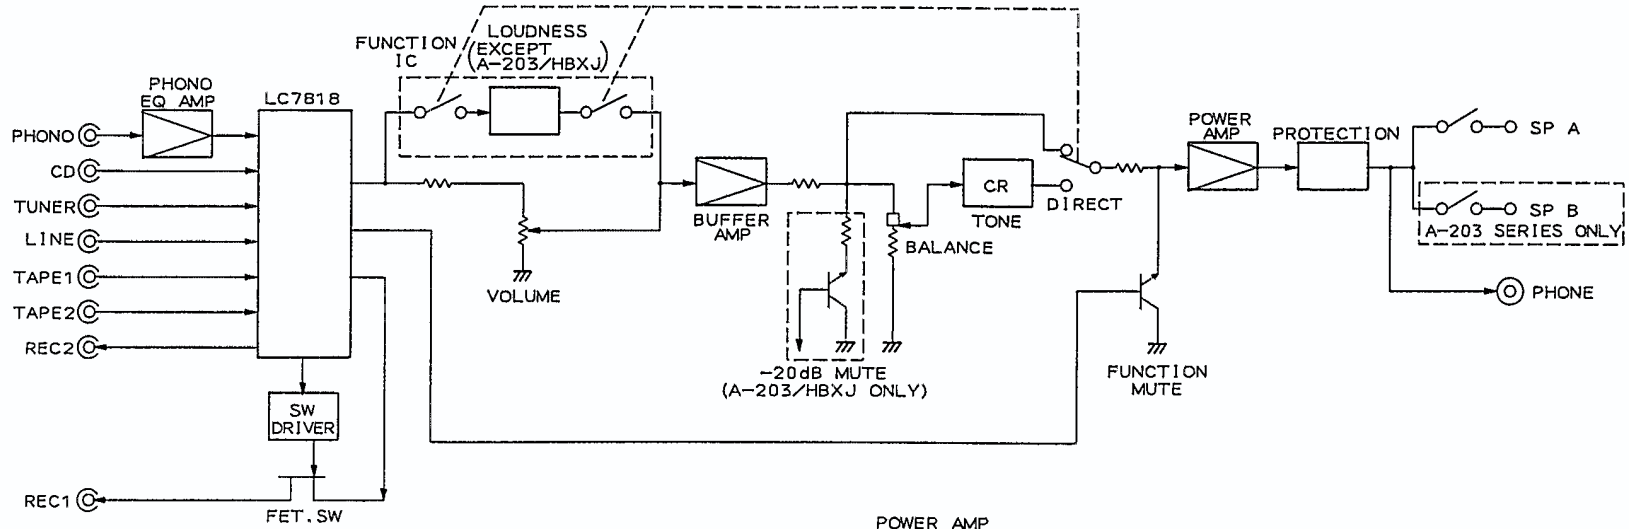 FUNCTION
IC
LOUDNESS
(EXCEPT
A-203/HBXJ)
PHONO
EQ AMP
LC7818
PHONO
CD
TUNER
LINE
TAPE1
TAPE2
REC2
REC1
SW
DRIVER
FET.SW
VOLUME
BUFFER
AMP
-20dB MUTE
(A-203/HBXJ ONLY)
BALANCE
CR
TONE
DIRECT
POWER
AMP
PROTECTION
FUNCTION
MUTE
SP A
SP B
A-203 SERIES ONLY
PHONE
POWER AMP